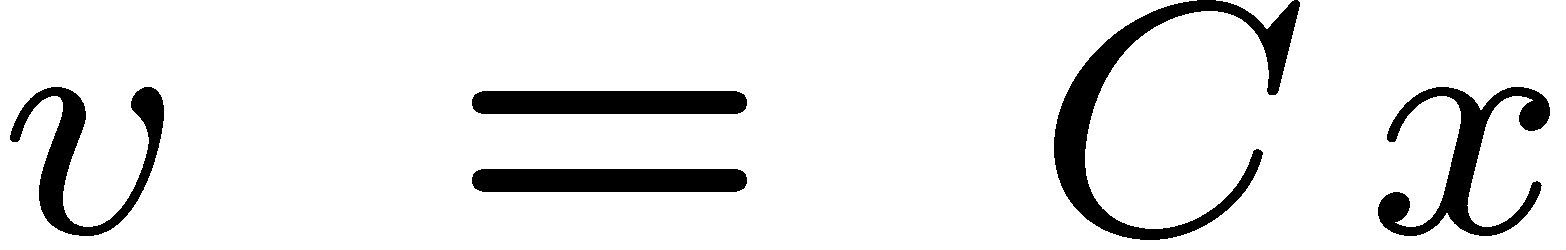 v = C x